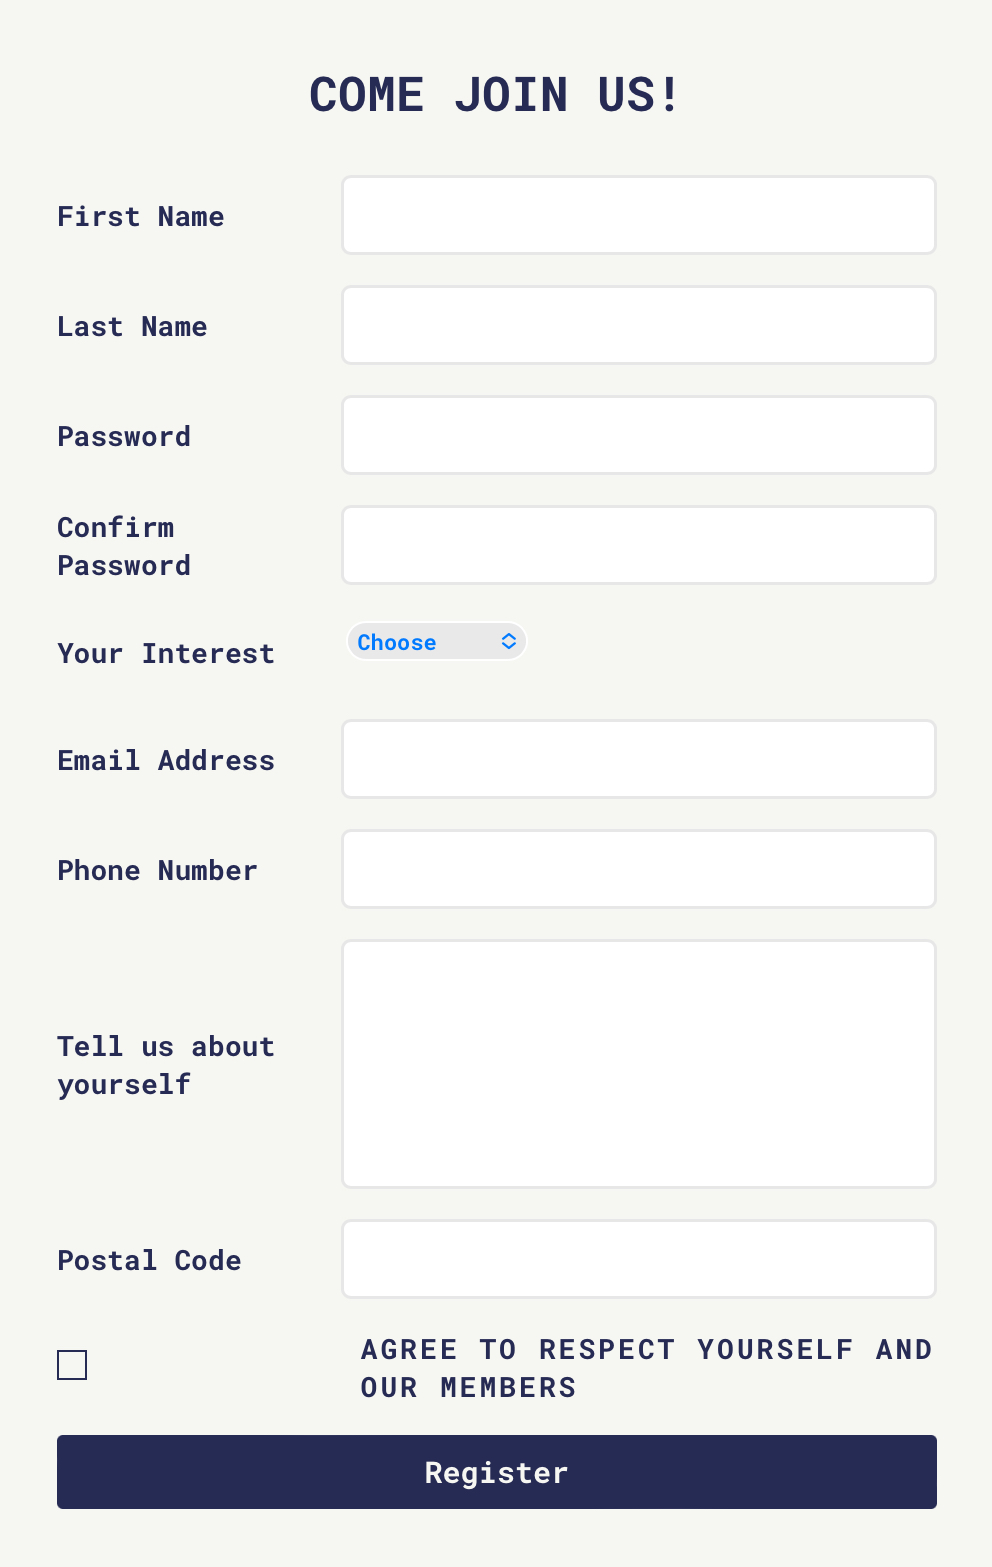 COME JOIN US!
First Name
Last Name
Password
Confirm
Password
Your Interest
Choose
Email Address
Phone Number
Tell us about
yourself
Postal Code
AGREE TO RESPECT YOURSELF AND
OUR MEMBERS
Register